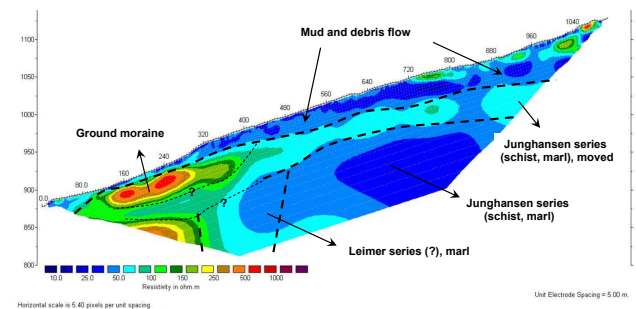 Mud and debris flow
Ground moraine
Junghansen series
(schist, marl), moved
Junghansen series
(schist, marl)
Leimer series (?), marl
?
?
1100
1050
1000
950
900
850
800
0.0
80.0
160
240
320
400
480
560
640
720
800
880
960
1040
10.0 25.0 50.0 100 150 250 500 1000
Resistivity in ohm.m
Unit Electrode Spacing = 5.00 m.
Horizontal scale is 5.40 pixels per unit spacing